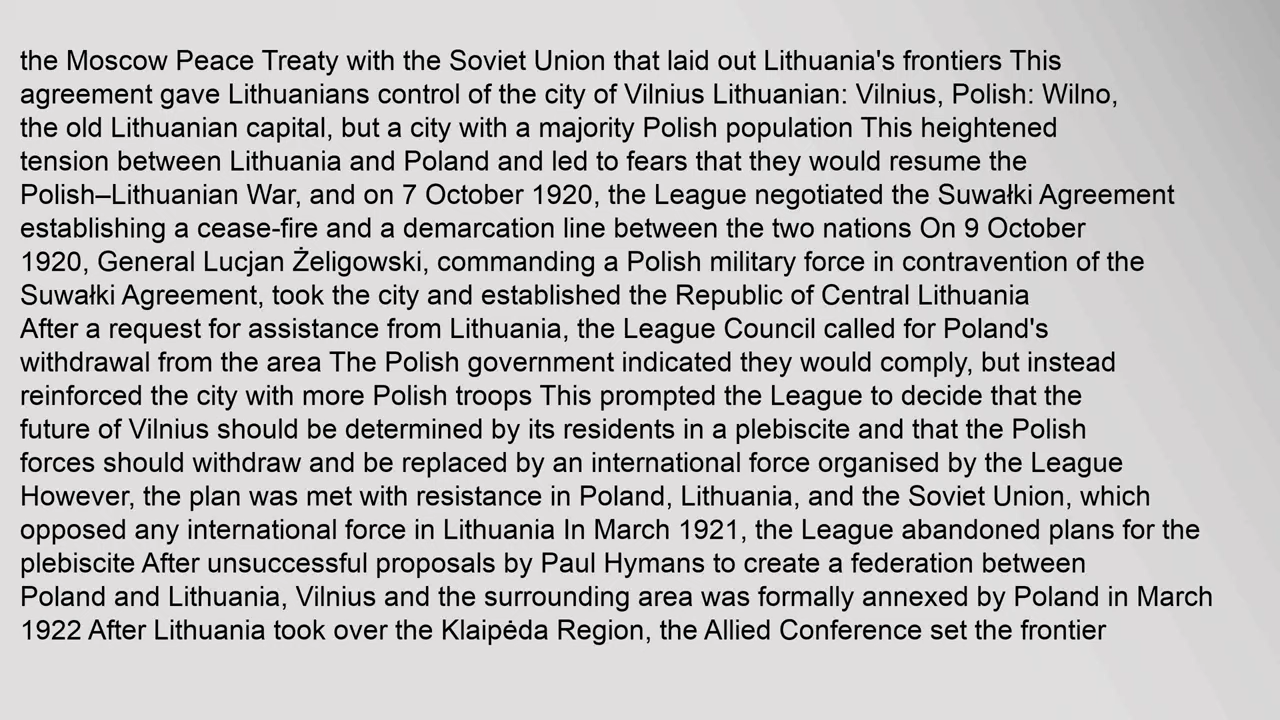 the Moscow Peace Treaty with the Soviet Union that laid out Lithuania's frontiers This
agreement gave Lithuanians control of the city of Vilnius Lithuanian: Vilnius, Polish: Wilno,
the old Lithuanian capital, but a city with a majority Polish population This heightened
tension between Lithuania and Poland and led to fears that they would resume the
Polish–Lithuanian War, and on 7 October 1920, the League negotiated the Suwałki Agreement
establishing a cease-fire and a demarcation line between the two nations On 9 October
1920, General Lucjan Żeligowski, commanding a Polish military force in contravention of the
Suwałki Agreement, took the city and established the Republic of Central Lithuania
After a request for assistance from Lithuania, the League Council called for Poland's
withdrawal from the area The Polish government indicated they would comply, but instead
reinforced the city with more Polish troops This prompted the League to decide that the
future of Vilnius should be determined by its residents in a plebiscite and that the Polish
forces should withdraw and be replaced by an international force organised by the League
However, the plan was met with resistance in Poland, Lithuania, and the Soviet Union, which
opposed any international force in Lithuania In March 1921, the League abandoned plans for the
plebiscite After unsuccessful proposals by Paul Hymans to create a federation between
Poland and Lithuania, Vilnius and the surrounding area was formally annexed by Poland in March
1922 After Lithuania took over the Klaipėda Region, the Allied Conference set the frontier